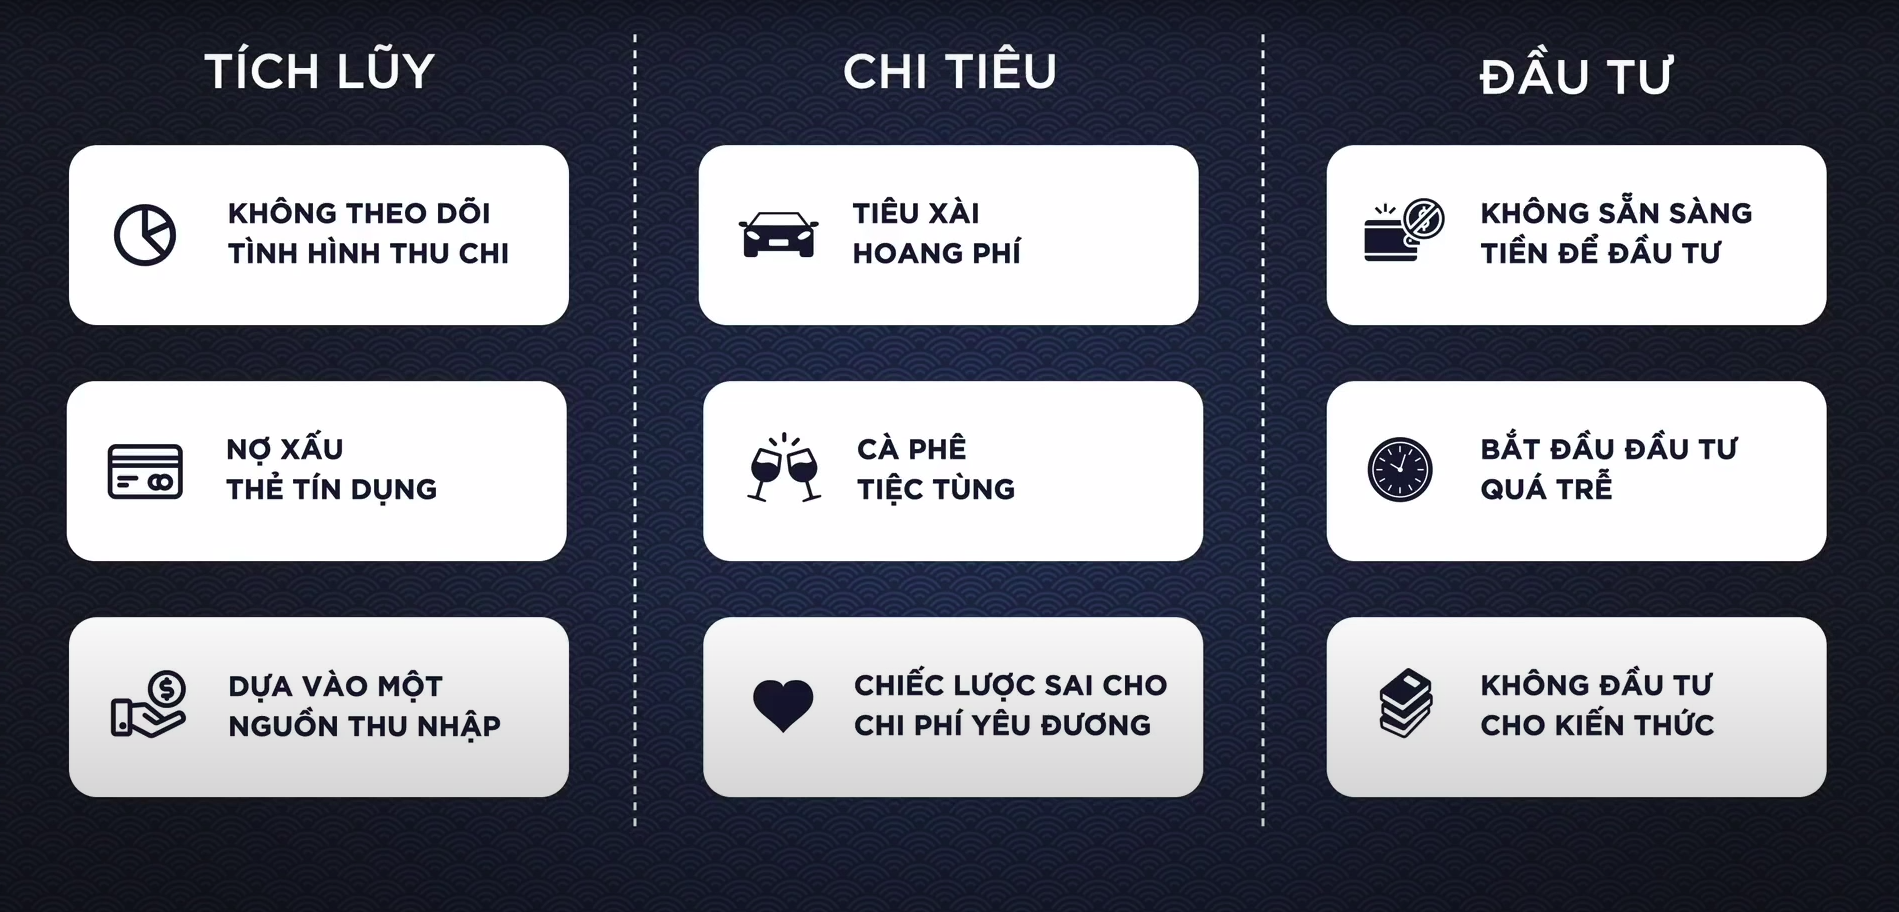 TÍCH LŨY
KHÔNG THEO DÕI
TÌNH HÌNH THU CHI
NỢ XẤU
THẺ TÍN DỤNG
DỰA VÀO MỘT
NGUỒN THU NHẬP
CHI TIÊU
TIÊU XÀI
HOANG PHÍ
CÀ PHÊ
TIỆC TÙNG
CHIẾC LƯỢC SAI CHO
CHI PHÍ YÊU ĐƯƠNG
ĐẦU TƯ
KHÔNG SẴN SÀNG
TIỀN ĐỂ ĐẦU TƯ
BẮT ĐẦU ĐẦU TƯ
QUÁ TRỄ
KHÔNG ĐẦU TƯ
CHO KIẾN THỨC